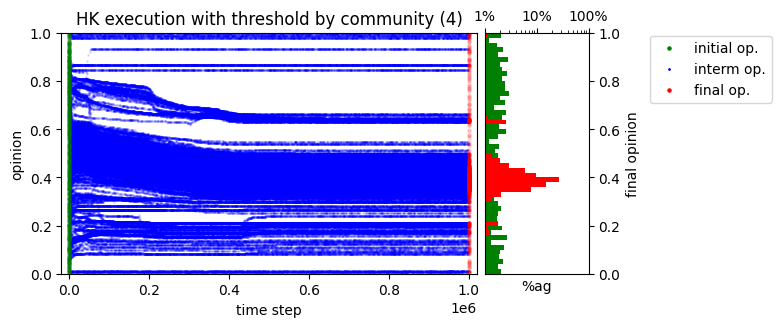 HK execution with threshold by community (4)
1% 10% 100%
1.0 1.0
0.8 0.8
0.6 0.6
0.4 0.4
0.2 0.2
0.0 0.0
opinion
final opinion
0.0 0.2 0.4 0.6 0.8 1.0
1e6
time step
%ag
initial op.
interm op.
final op.